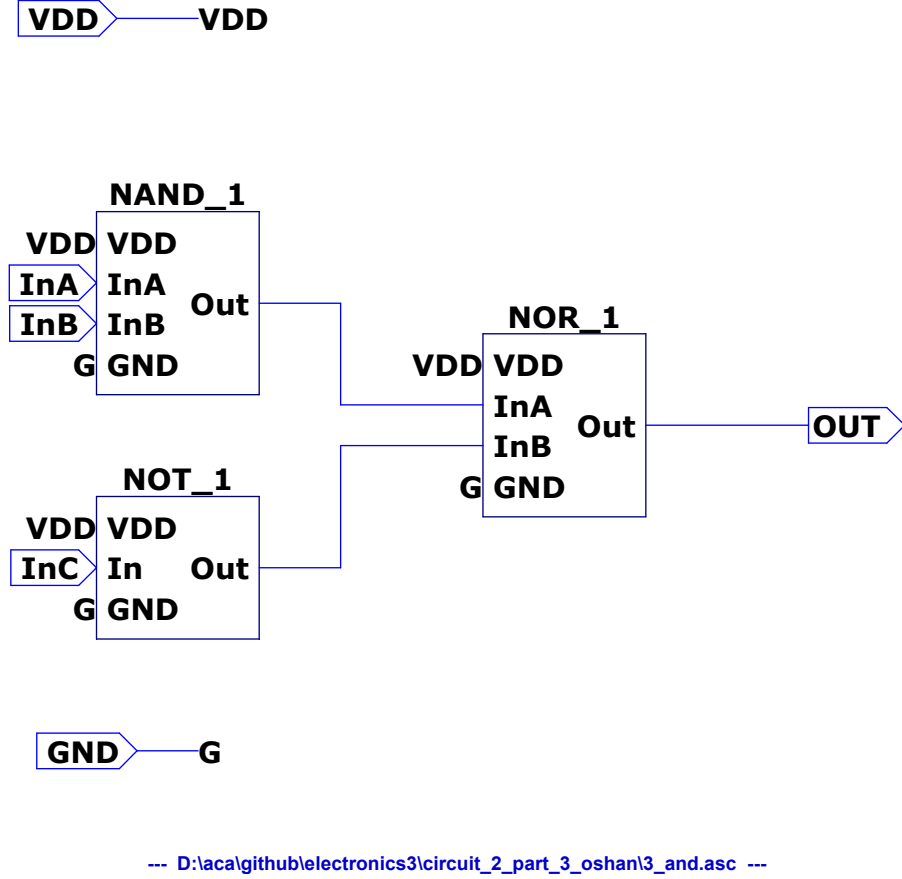 VDD VDD
NAND_1
VDD VDD
InA InA
Out
InB InB
G GND
NOR_1
VDD VDD
InA
Out
InB
G GND
OUT
NOT_1
VDD VDD
InC In Out
G GND
GND G
--- D:\aca\github\electronics3\circuit_2_part_3_oshan\3_and.asc ---